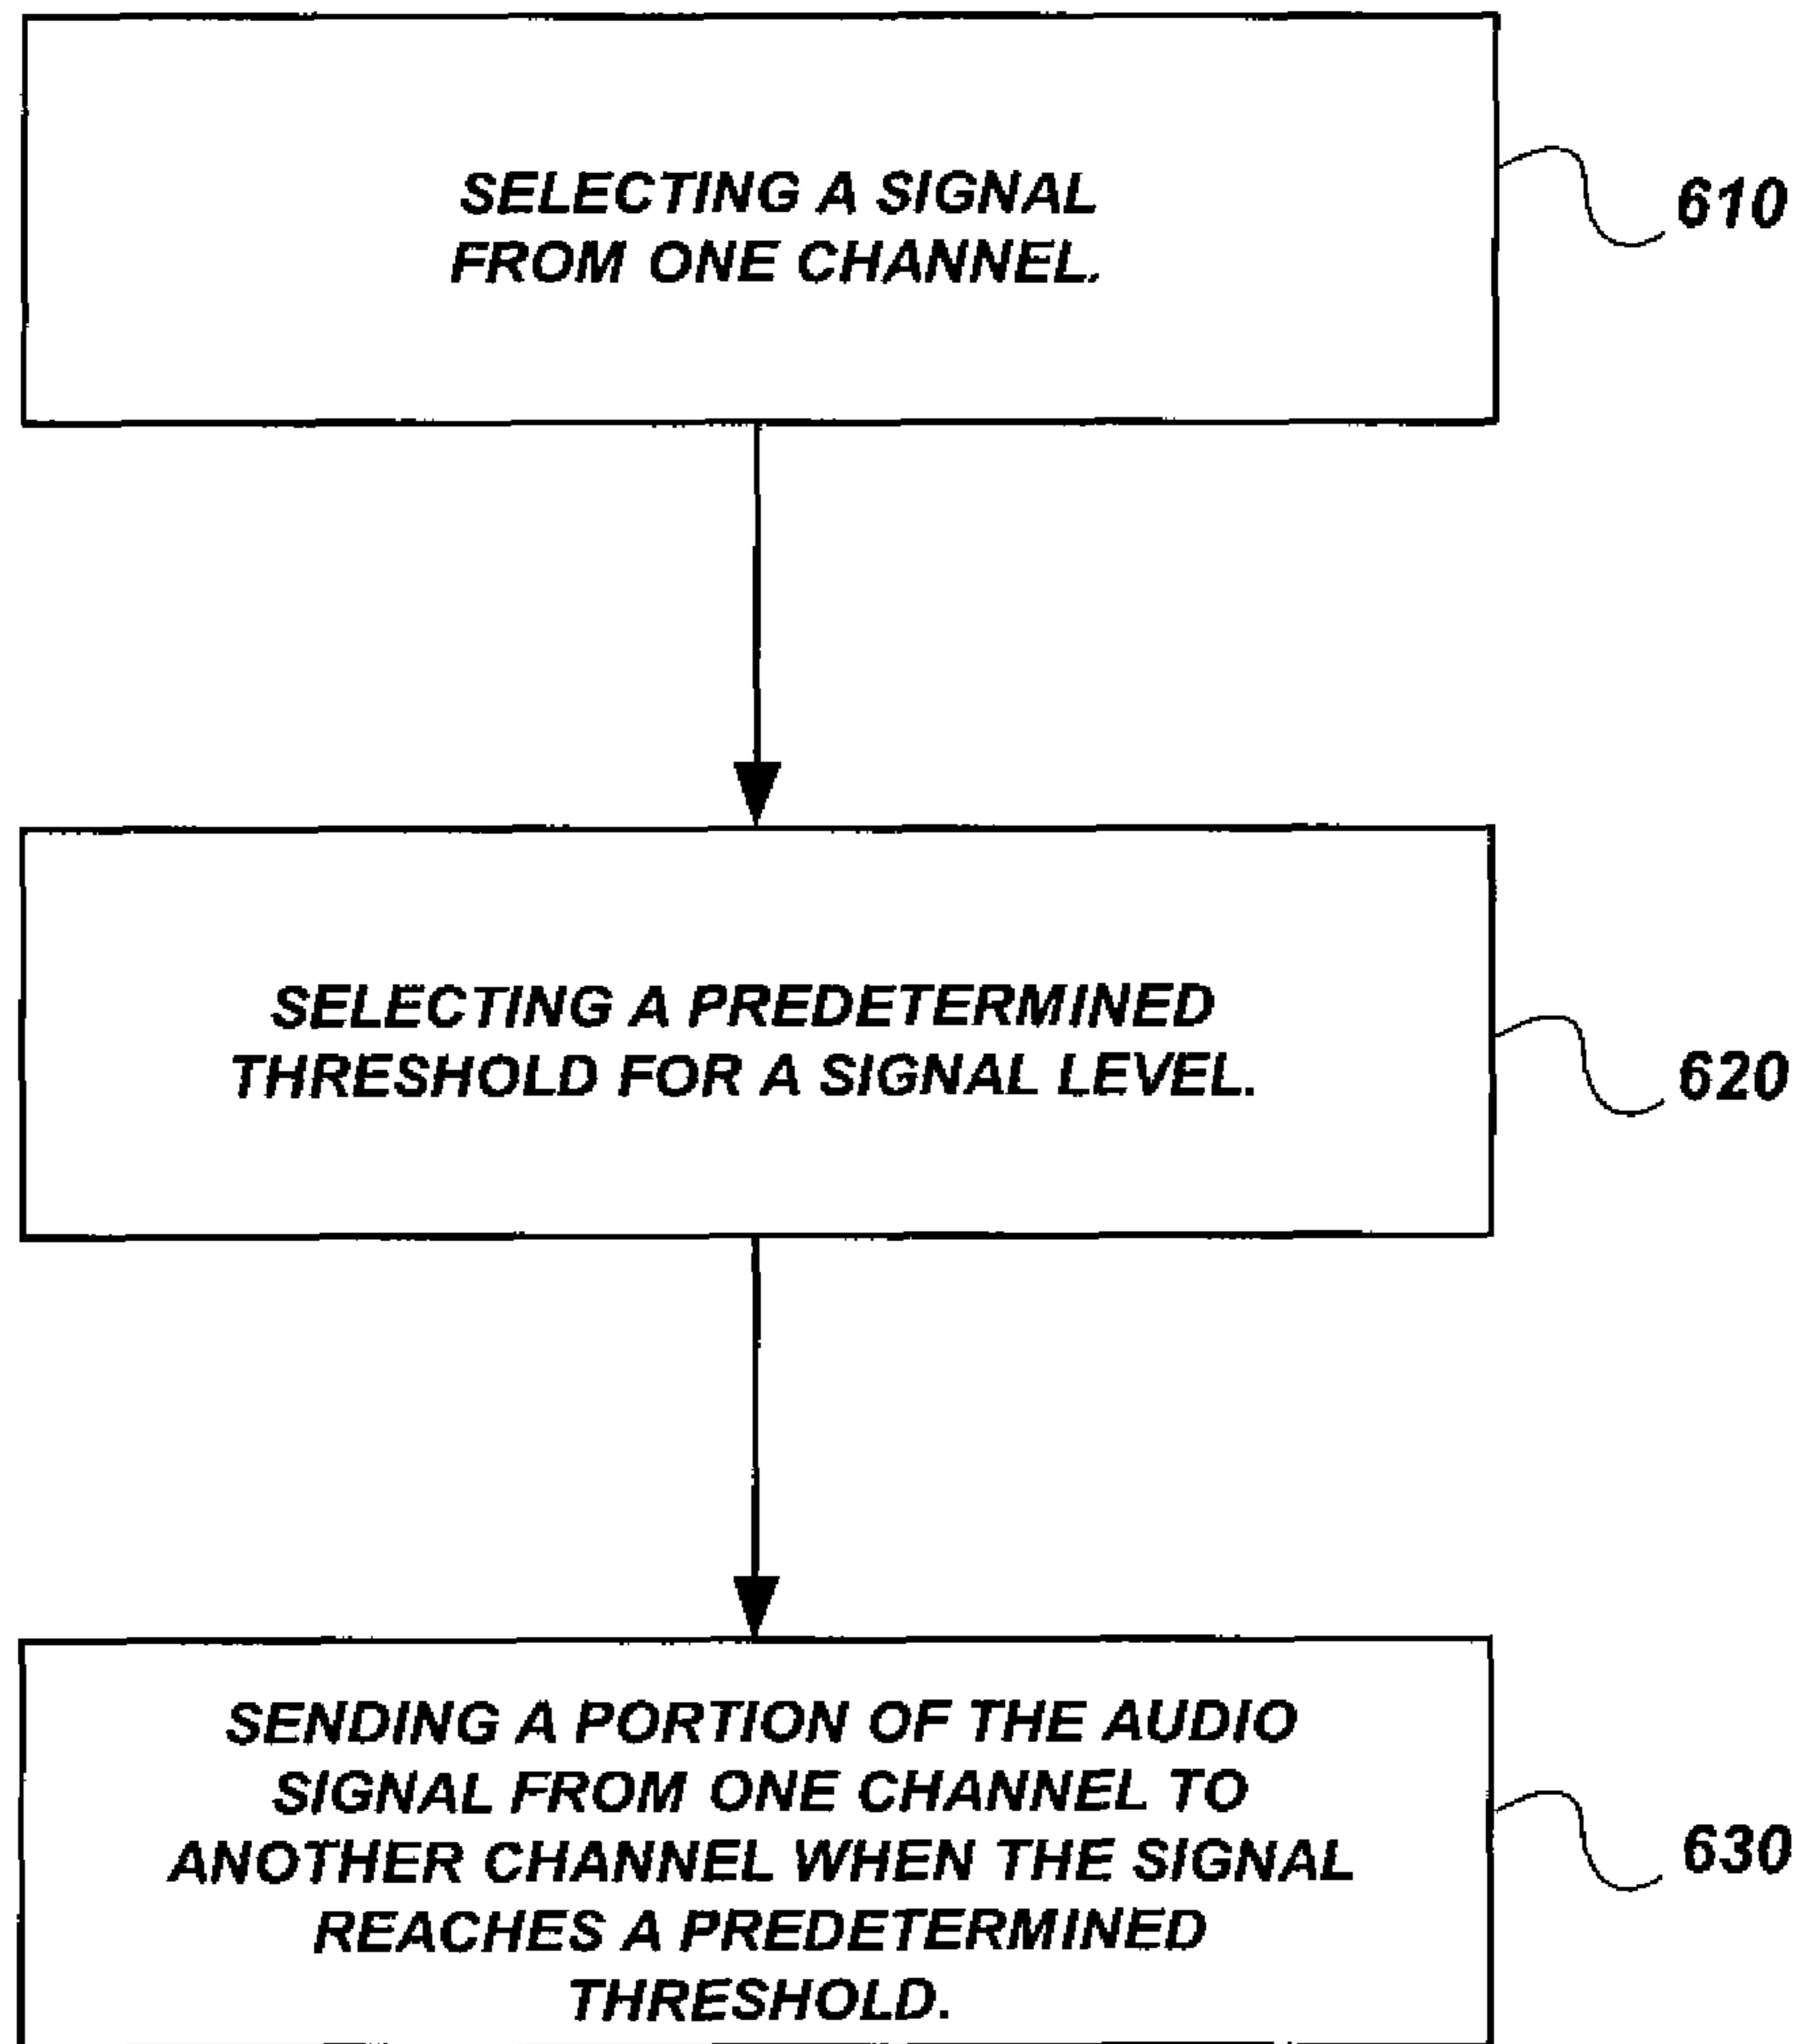 SELECTING A SIGNAL
FROM ONE CHANNEL.
610
SELECTING A PREDETERMINED
THRESHOLD FOR A SIGNAL LEVEL.
620
SENDING A PORTION OF THE AUDIO
SIGNAL FROM ONE CHANNEL TO
ANOTHER CHANNEL WHEN THE SIGNAL
REACHES A PREDETERMINED
THRESHOLD.
630